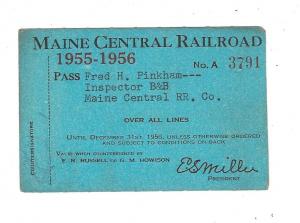 MAINE CENTRAL RAILROAD
1955-1956
No. A 3791
PASS Fred H. Pinkham---
Inspector B&B
Maine Central RR. Co.
OVER ALL LINES
UNTIL DECEMBER 31st, 1956, UNLESS OTHERWISE ORDERED
AND SUBJECT TO CONDITIONS ON BACK
VALID WHEN COUNTERSIGNED BY
F. N. RUSSELL OR G. M. HOWISON
COUNTERSIGNATURE
E S Miller
PRESIDENT